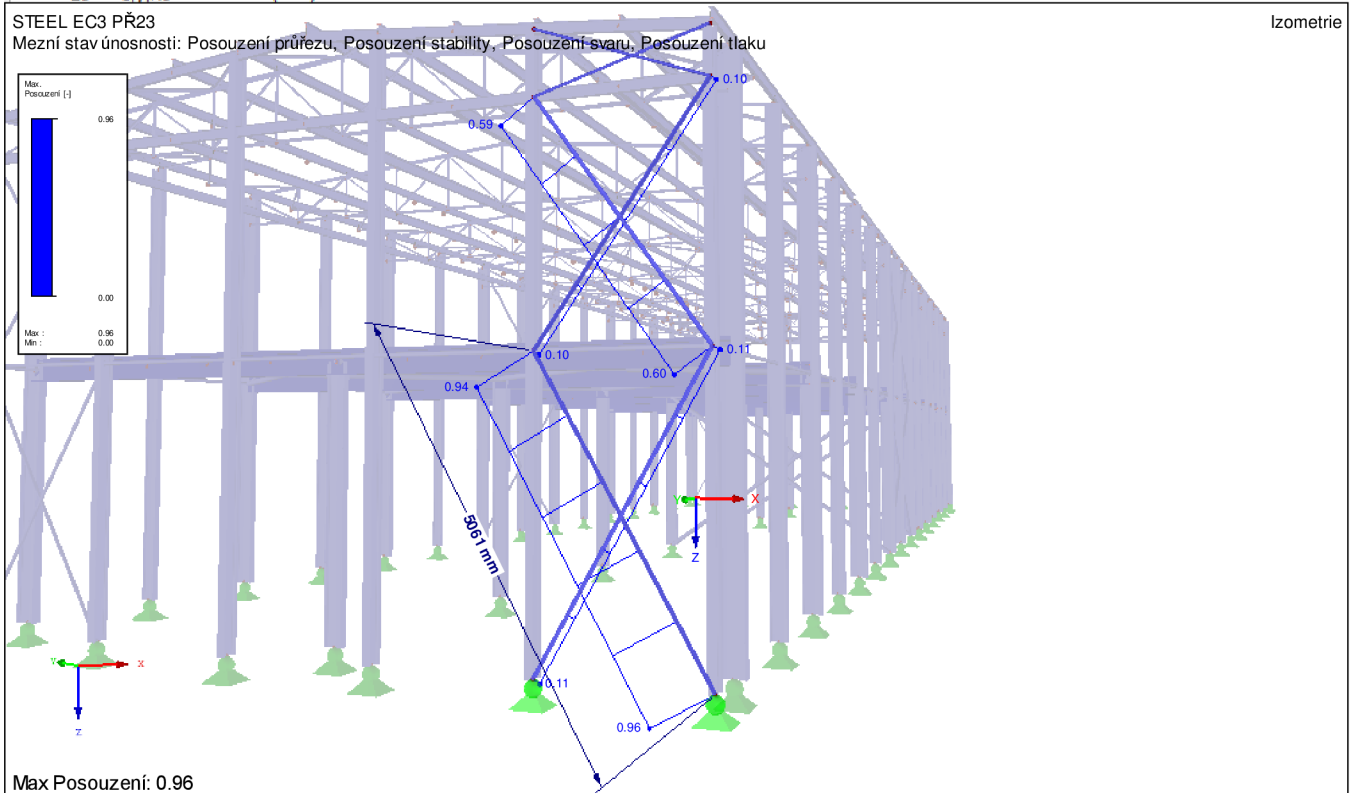 STEEL EC3 PŘ23
Izometrie
Mezní stav únosnosti: Posouzení průřezu, Posouzení stability, Posouzení svaru, Posouzení tlaku
Max.
Posouzení [-]
0.96
0.00
Max : 0.96
Min : 0.00
0.10
0.59
0.10
0.11
0.60
0.94
5061 mm
Y X
Z
Y X
Z
0.11
0.96
Max Posouzení: 0.96